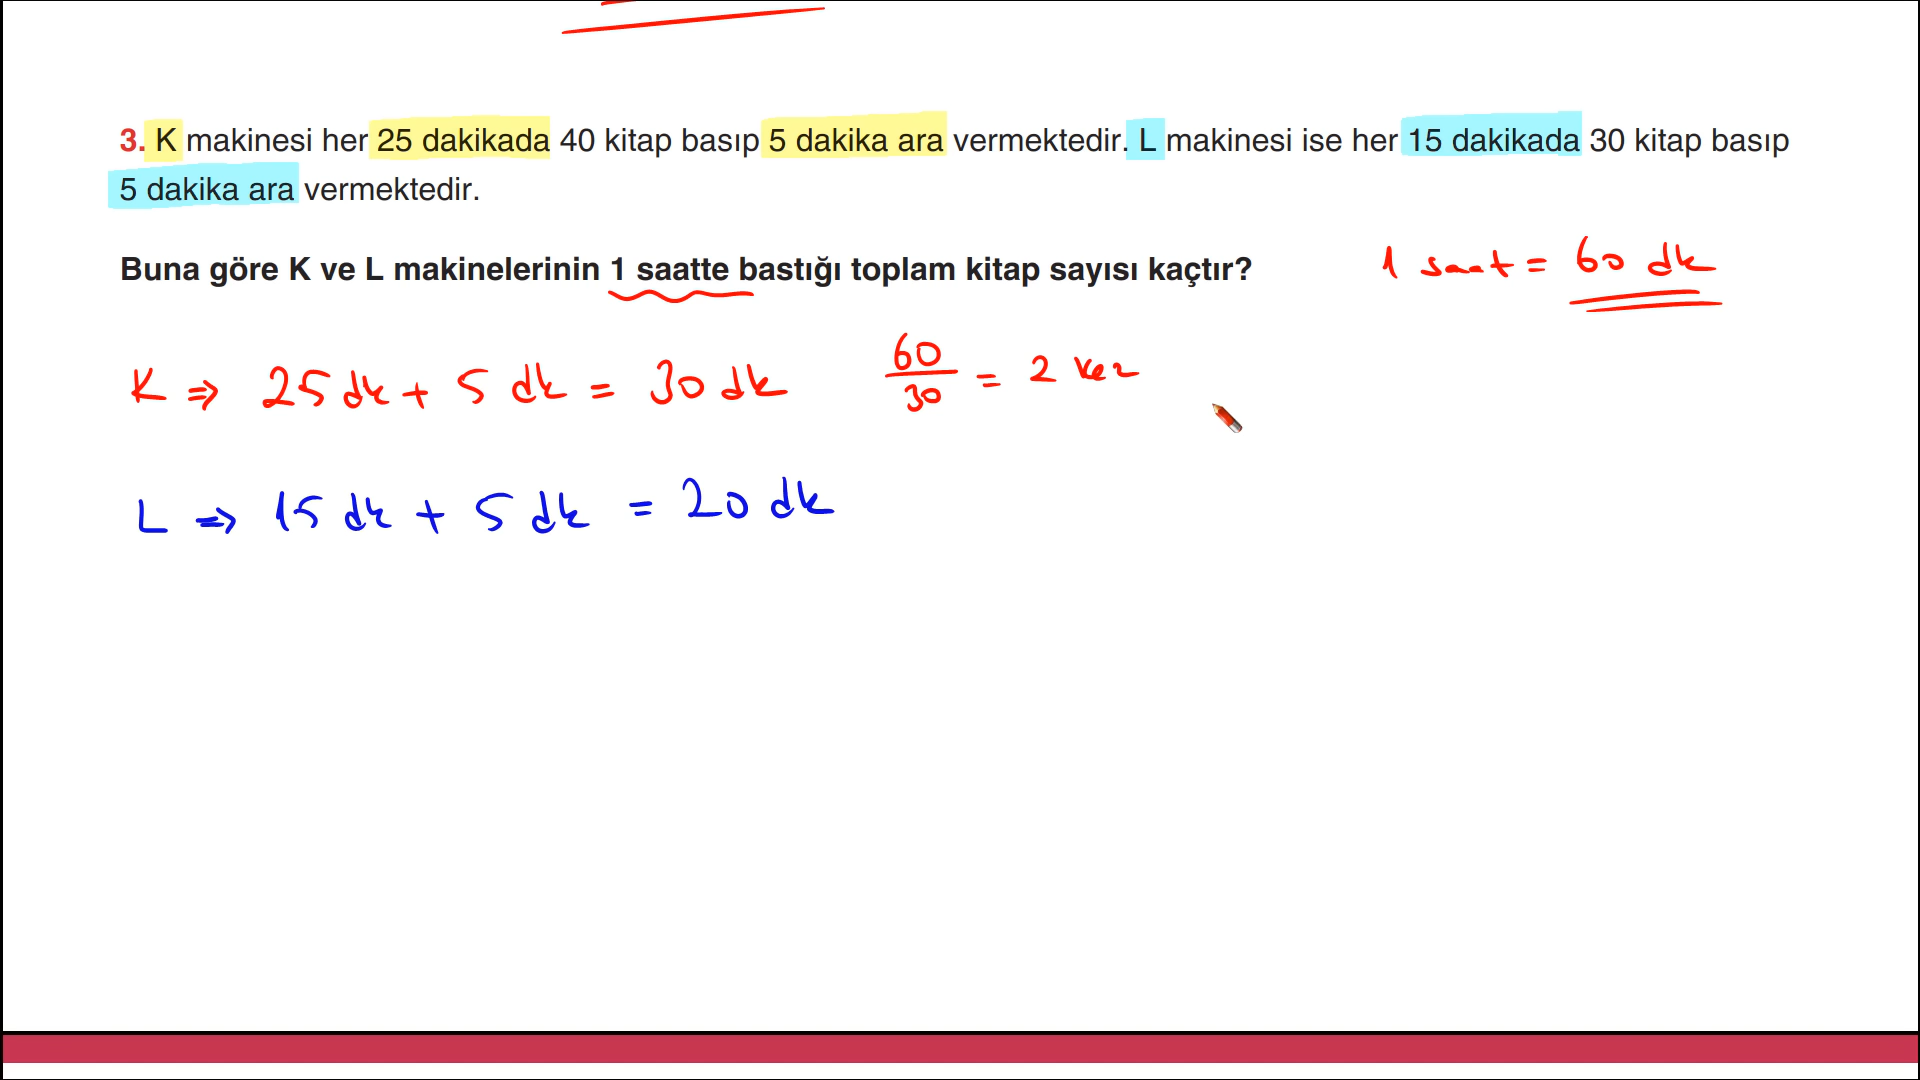 3. K makinesi her 25 dakikada 40 kitap basıp 5 dakika ara vermektedir. L makinesi ise her 15 dakikada 30 kitap basıp
5 dakika ara vermektedir.
Buna göre K ve L makinelerinin 1 saatte bastığı toplam kitap sayısı kaçtır?
1 saat = 60 dk
K ⇒ 25 dk + 5 dk = 30 dk 60/30 = 2 kez
L ⇒ 15 dk + 5 dk = 20 dk